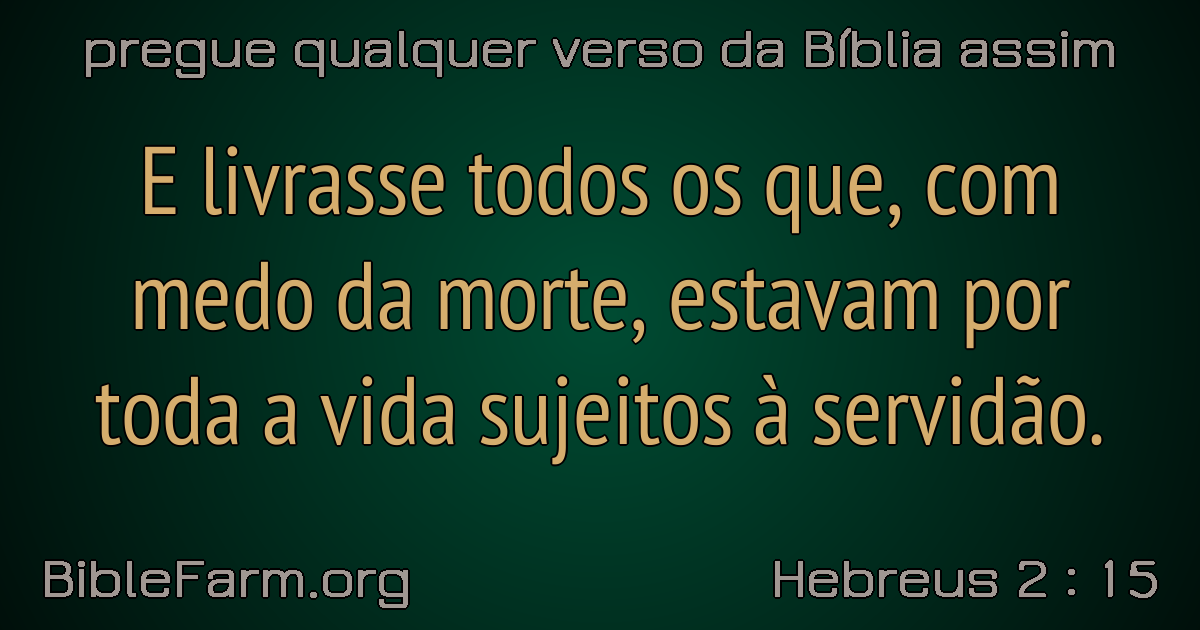 pregue qualquer verso da Bíblia assim
E livrasse todos os que, com
medo da morte, estavam por
toda a vida sujeitos à servidão.
BibleFarm.org
Hebreus 2 : 15